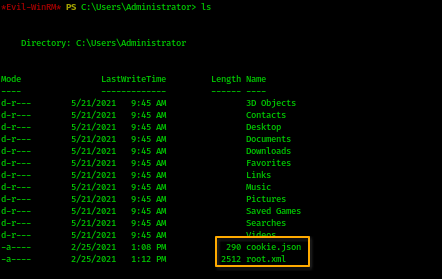 *Evil-WinRM* PS C:\Users\Administrator> ls
Directory: C:\Users\Administrator
Mode LastWriteTime Length Name
---- ------------- ------ ----
d-r--- 5/21/2021 9:45 AM 3D Objects
d-r--- 5/21/2021 9:45 AM Contacts
d-r--- 5/21/2021 9:45 AM Desktop
d-r--- 5/21/2021 9:45 AM Documents
d-r--- 5/21/2021 9:45 AM Downloads
d-r--- 5/21/2021 9:45 AM Favorites
d-r--- 5/21/2021 9:45 AM Links
d-r--- 5/21/2021 9:45 AM Music
d-r--- 5/21/2021 9:45 AM Pictures
d-r--- 5/21/2021 9:45 AM Saved Games
d-r--- 5/21/2021 9:45 AM Searches
d-r--- 5/21/2021 9:45 AM Videos
-a---- 2/25/2021 1:08 PM 290 cookie.json
-a---- 2/25/2021 1:12 PM 2512 root.xml